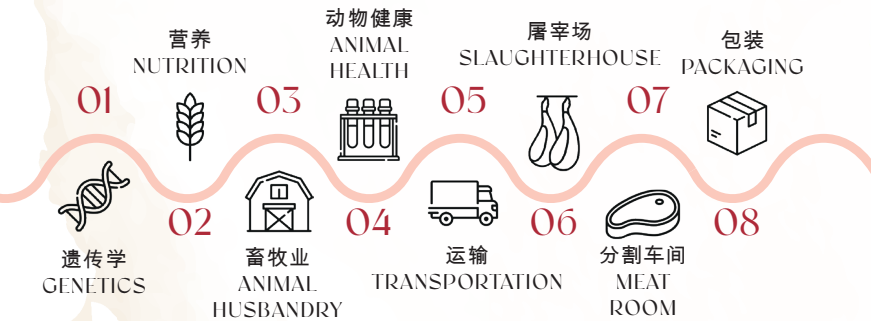 01
遗传学
GENETICS
02
营养
NUTRITION
03
畜牧业
ANIMAL
HUSBANDRY
04
动物健康
ANIMAL
HEALTH
05
运输
TRANSPORTATION
06
屠宰场
SLAUGHTERHOUSE
07
分割车间
MEAT
ROOM
08
包装
PACKAGING